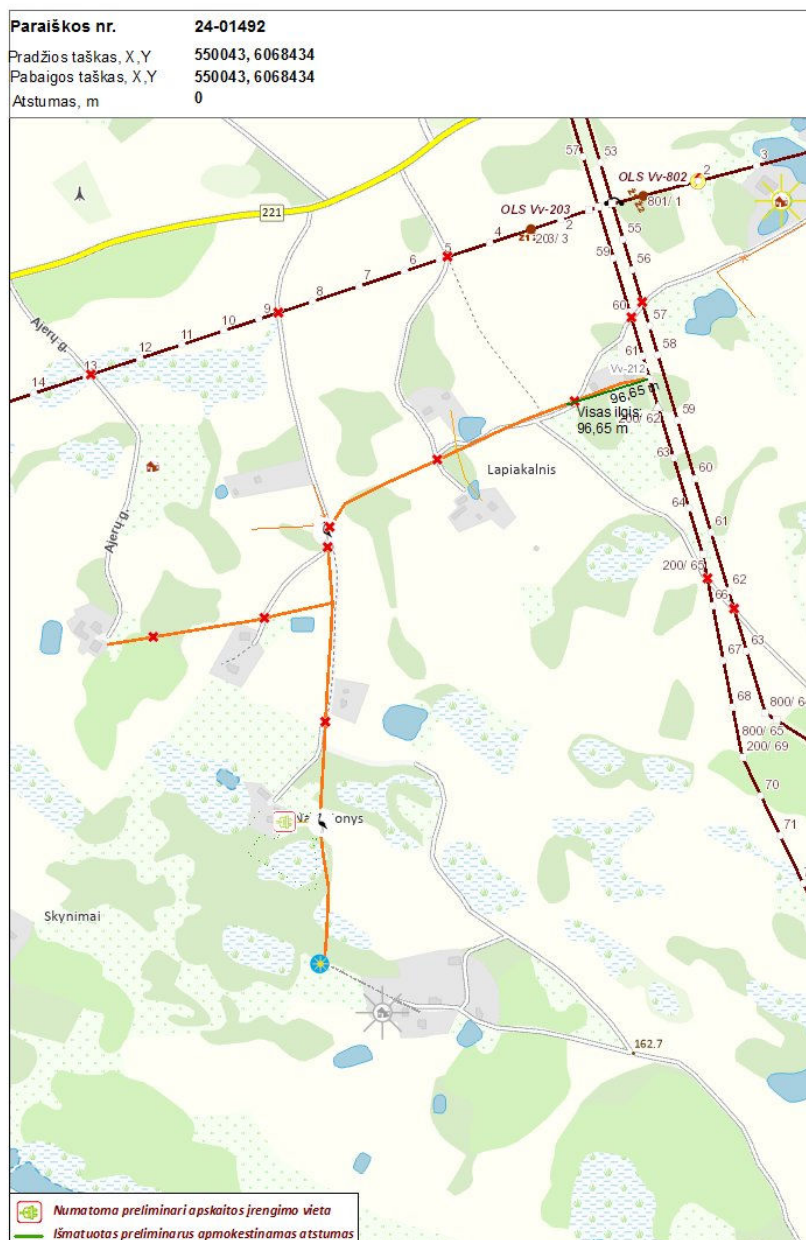 Paraiškos nr. 24-01492
Pradžios taškas, X,Y 550043, 6068434
Pabaigos taškas, X,Y 550043, 6068434
Atstumas, m 0
57
53
3
2
OLS Vv-802
221
OLS Vv-203
801/ 1
2
203/ 3
4
55
5
59
6
56
7
8
9
60
57
10
11
61
58
Ajerų g.
12
Vv-212
13
14
96,65 m
Visas ilgis:
96,65 m
200/ 62
59
63
60
Lapiakalnis
64
61
Ajerų g.
200/ 65
62
66
63
67
68
800/ 64
800/ 65
200/ 69
70
71
onys
Skynimai
162.7
Numatoma preliminari apskaitos įrengimo vieta
Išmatuotas preliminarus apmokestinamas atstumas